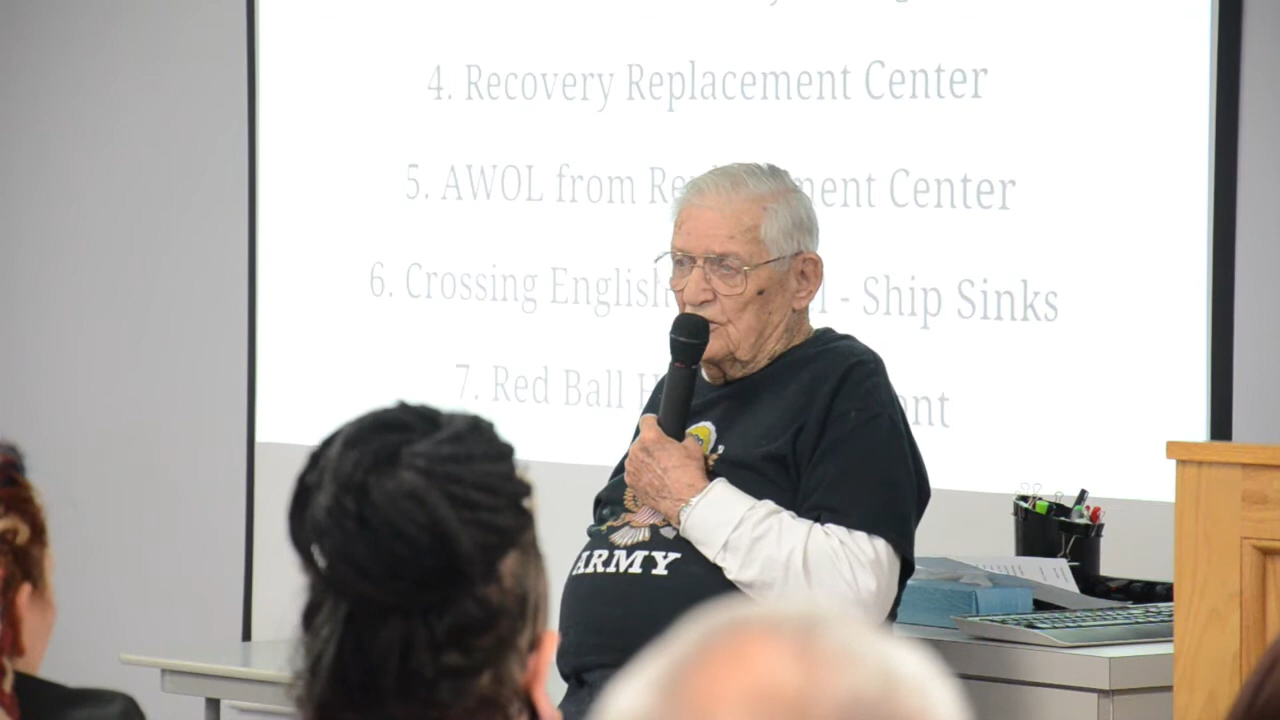 4. Recovery Replacement Center
5. AWOL from Re ment Center
6. Crossing English l - Ship Sinks
7. Red Ball H nt
ARMY